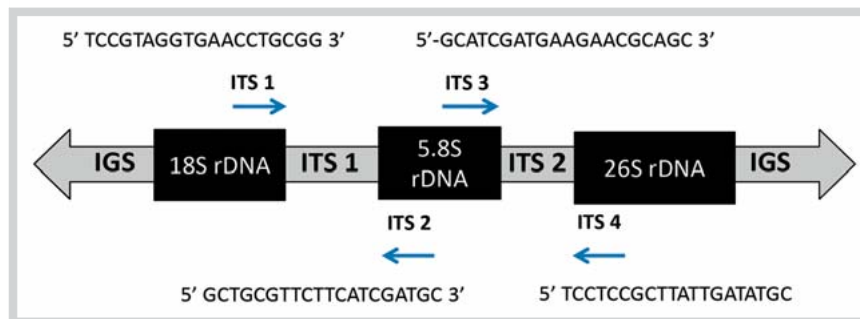 5′ TCCGTAGGTGAACCTGCGG 3′ 5′-GCATCGATGAAGAACGCAGC 3′
ITS 1 ITS 3
IGS 18S rDNA ITS 1 5.8S rDNA ITS 2 26S rDNA IGS
ITS 2 ITS 4
5′ GCTGCGTTCTTCATCGATGC 3′ 5′ TCCTCCGCTTATTGATATGC